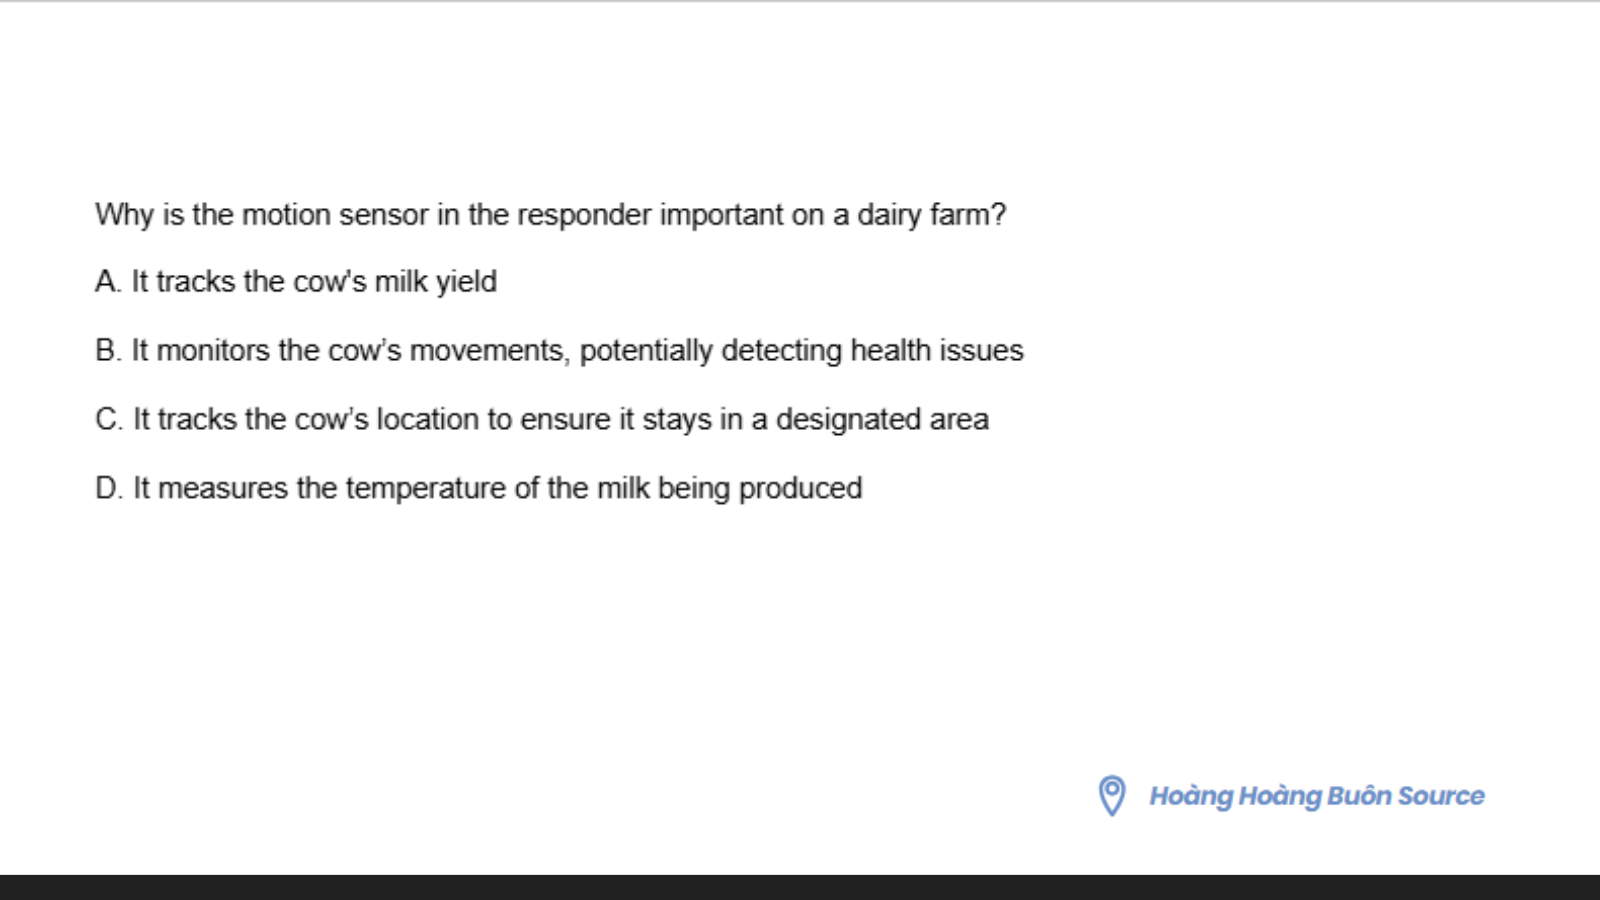 Why is the motion sensor in the responder important on a dairy farm?
A. It tracks the cow's milk yield
B. It monitors the cow’s movements, potentially detecting health issues
C. It tracks the cow’s location to ensure it stays in a designated area
D. It measures the temperature of the milk being produced
Hoàng Hoàng Buôn Source